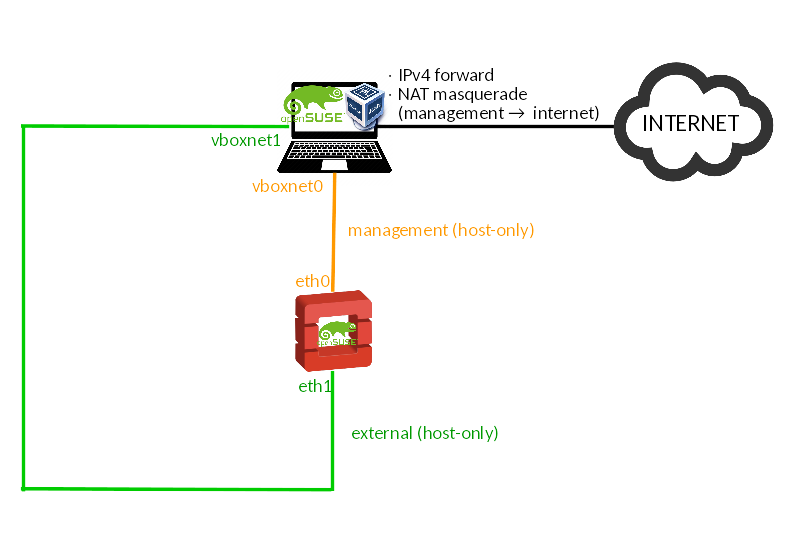 · IPv4 forward
· NAT masquerade
(management → internet)
INTERNET
openSUSE
vboxnet1
vboxnet0
management (host-only)
eth0
openSUSE
eth1
external (host-only)